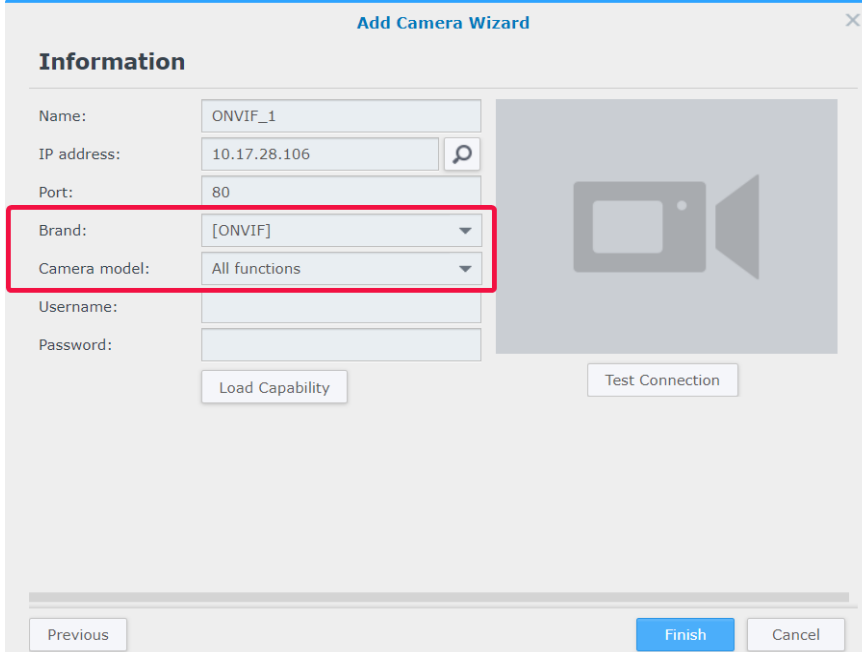 Add Camera Wizard
Information
Name: ONVIF_1
IP address: 10.17.28.106
Port: 80
Brand: [ONVIF]
Camera model: All functions
Username:
Password:
Load Capability
Test Connection
Previous Finish Cancel